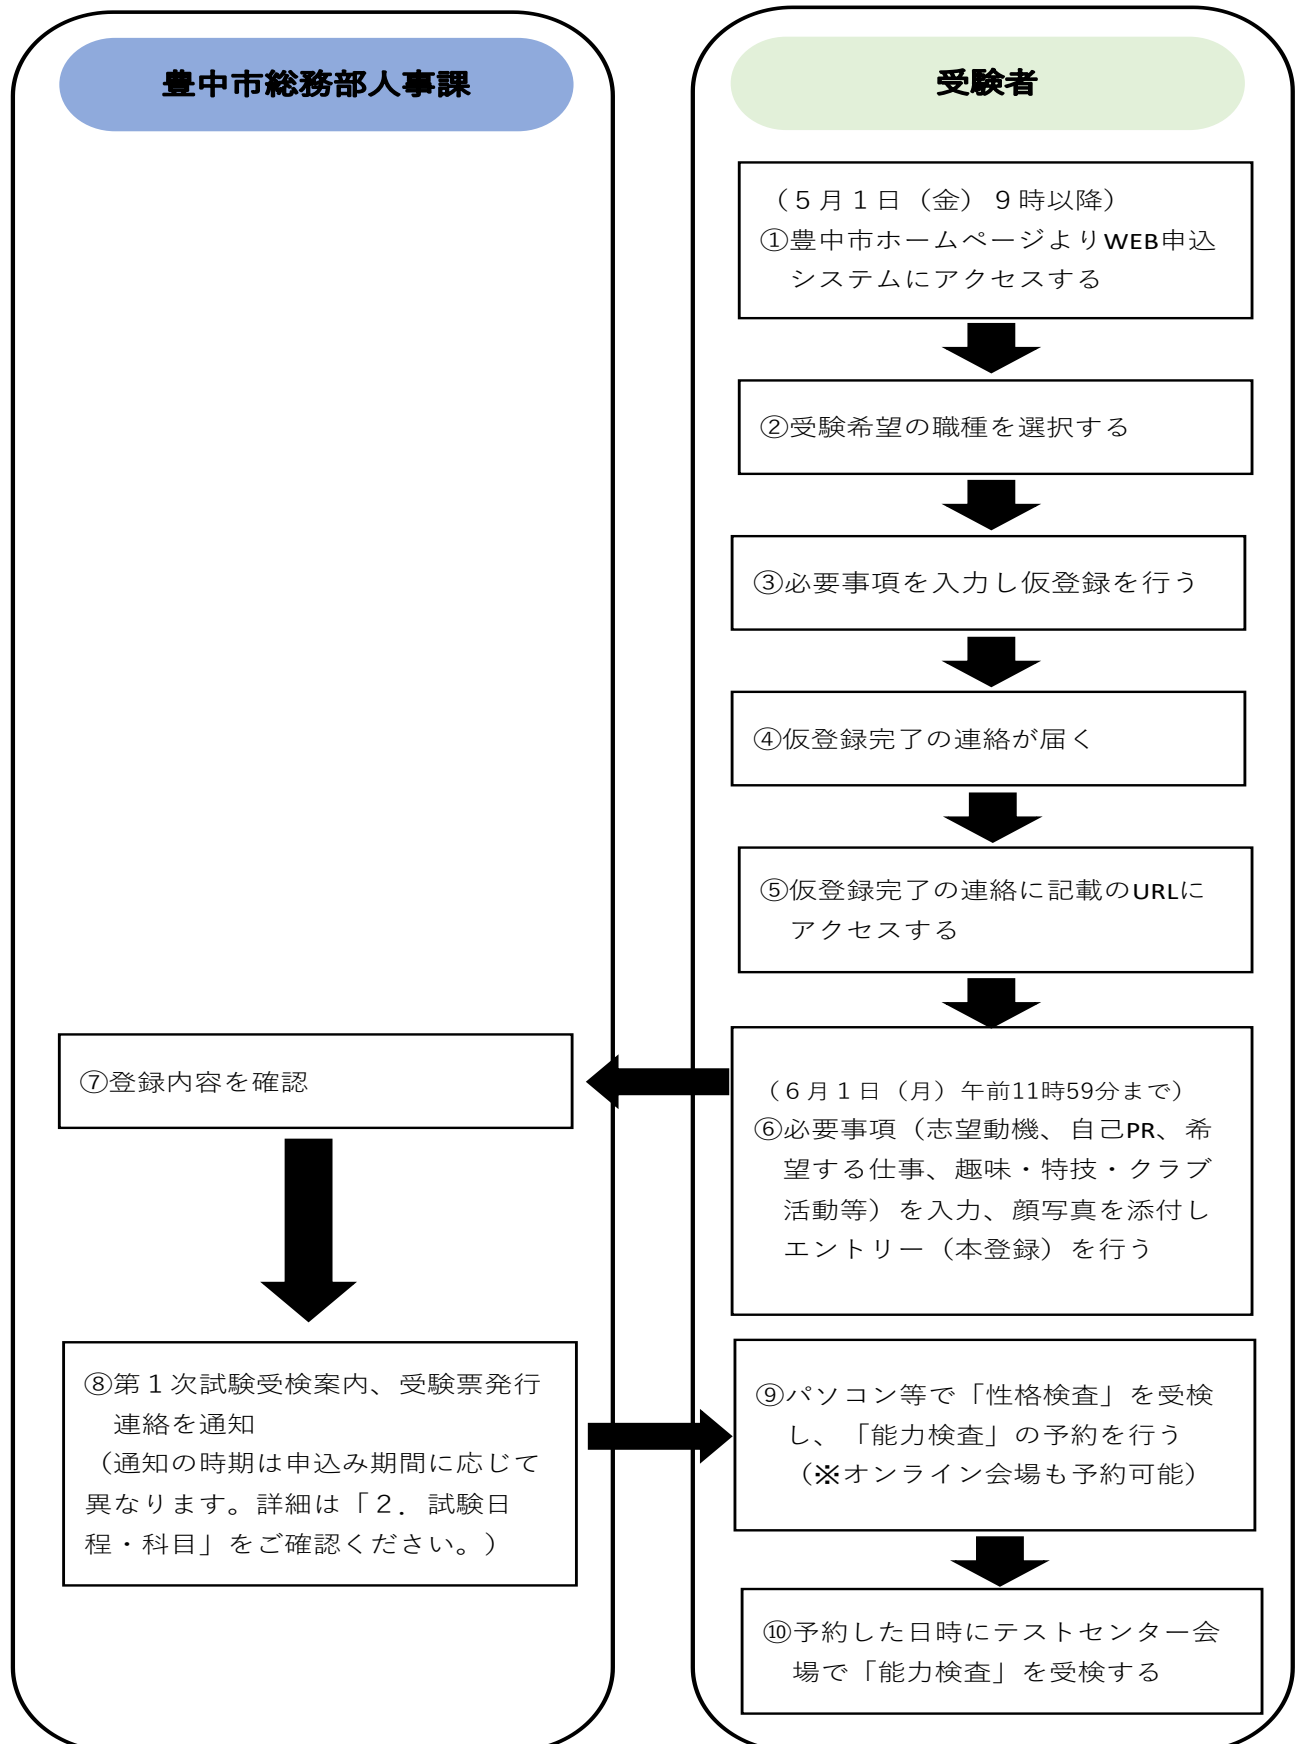 豊中市総務部人事課
受験者
（５月１日（金）９時以降）
①豊中市ホームページよりWEB申込
システムにアクセスする
②受験希望の職種を選択する
③必要事項を入力し仮登録を行う
④仮登録完了の連絡が届く
⑤仮登録完了の連絡に記載のURLに
アクセスする
（６月１日（月）午前11時59分まで）
⑥必要事項（志望動機、自己PR、希
望する仕事、趣味・特技・クラブ
活動等）を入力、顔写真を添付し
エントリー（本登録）を行う
⑦登録内容を確認
⑧第１次試験受検案内、受験票発行
連絡を通知
（通知の時期は申込み期間に応じて
異なります。詳細は「２．試験日
程・科目」をご確認ください。）
⑨パソコン等で「性格検査」を受検
し、「能力検査」の予約を行う
（※オンライン会場も予約可能）
⑩予約した日時にテストセンター会
場で「能力検査」を受検する